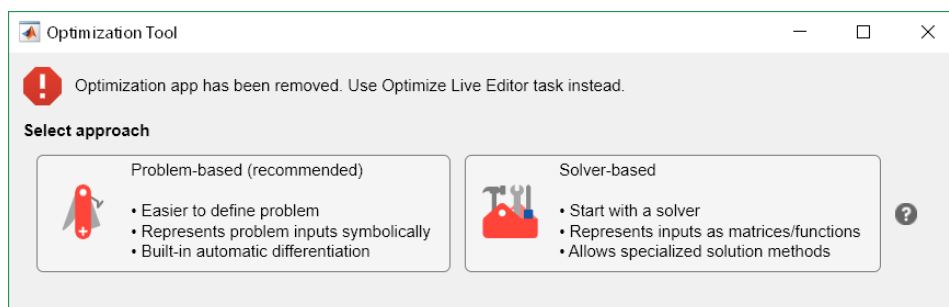 Optimization Tool
Optimization app has been removed. Use Optimize Live Editor task instead.
Select approach
Problem-based (recommended)
• Easier to define problem
• Represents problem inputs symbolically
• Built-in automatic differentiation
Solver-based
• Start with a solver
• Represents inputs as matrices/functions
• Allows specialized solution methods